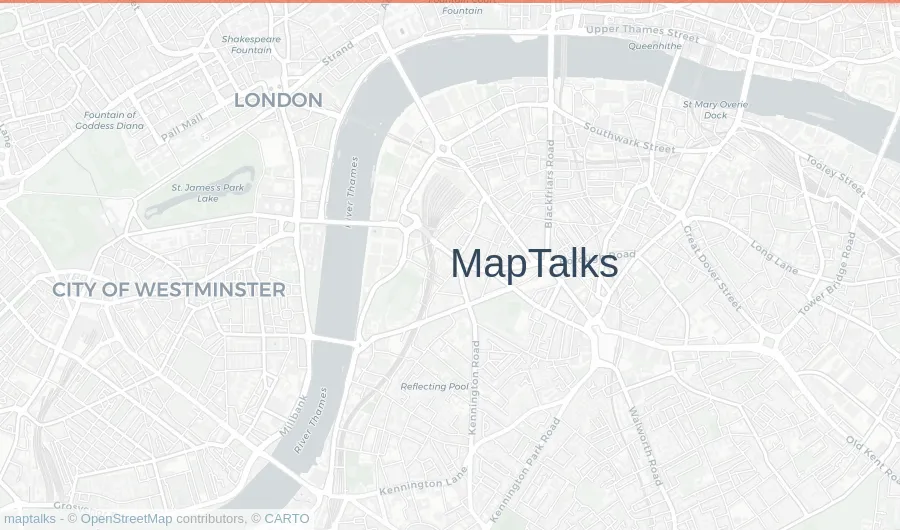 Fountain Court
Fountain
Upper Thames Street
Queenhithe
Shakespeare
Fountain
Strand
LONDON
Fountain of
Goddess Diana
Pall Mall
St Mary Overie
Dock
Southwark Street
Tooley Street
Lane
St. James's Park
Lake
River Thames
Blackfriars Road
MapTalks
Road
Great Dover Street
Long Lane
Tower Bridge Road
CITY OF WESTMINSTER
Kennington Road
Reflecting Pool
Millbank
River Thames
Kennington Lane
Kennington Park Road
Walworth Road
Old Kent Road
maptalks - © OpenStreetMap contributors, © CARTO